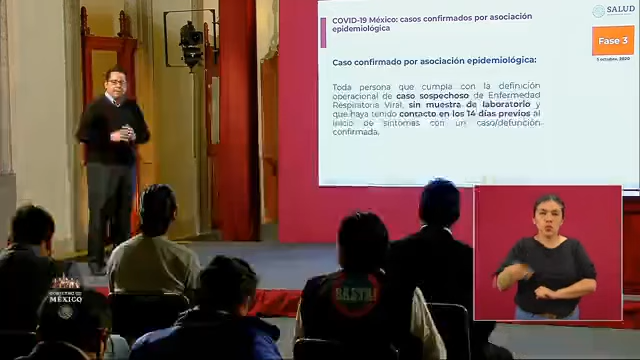 COVID-19 México: casos confirmados por asociación
epidemiológica
SALUD
Fase 3
5 octubre, 2020
Caso confirmado por asociación epidemiológica:
Toda persona que cumpla con la definición
operacional de caso sospechoso de Enfermedad
Respiratoria Viral, sin muestra de laboratorio y
que haya tenido contacto en los 14 días previos al
inicio de síntomas con un caso/defunción
confirmada.
BASTA!
GOBIERNO DE
MÉXICO
SALUD